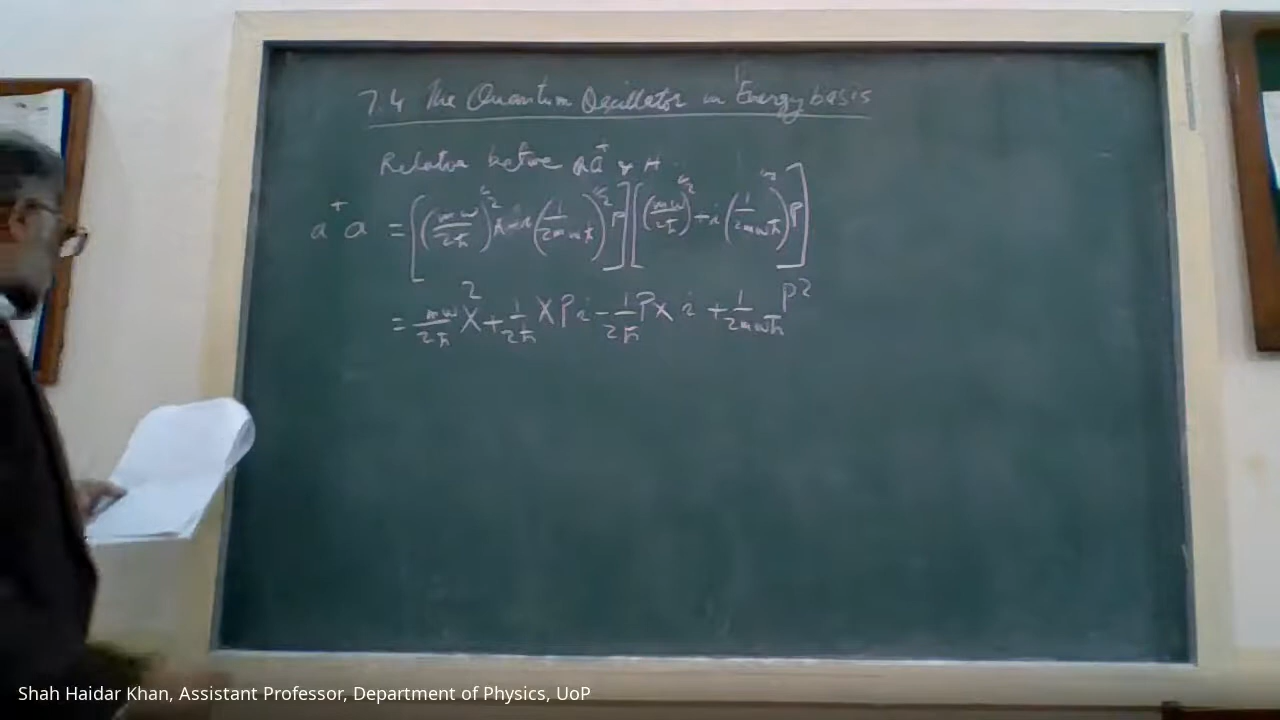 7.4 The Quantum Oscillator in Energy basis
Relation betwee aa⁺ & H
a⁺a = [(mω/2ħ)^1/2 X - i(1/2mωħ)^1/2 P][(mω/2ħ)^1/2 + i(1/2mωħ)^1/2 P]
= mω/2ħ X² + 1/2ħ XPi - 1/2ħ PX i + 1/2mωħ P²
Shah Haidar Khan, Assistant Professor, Department of Physics, UoP